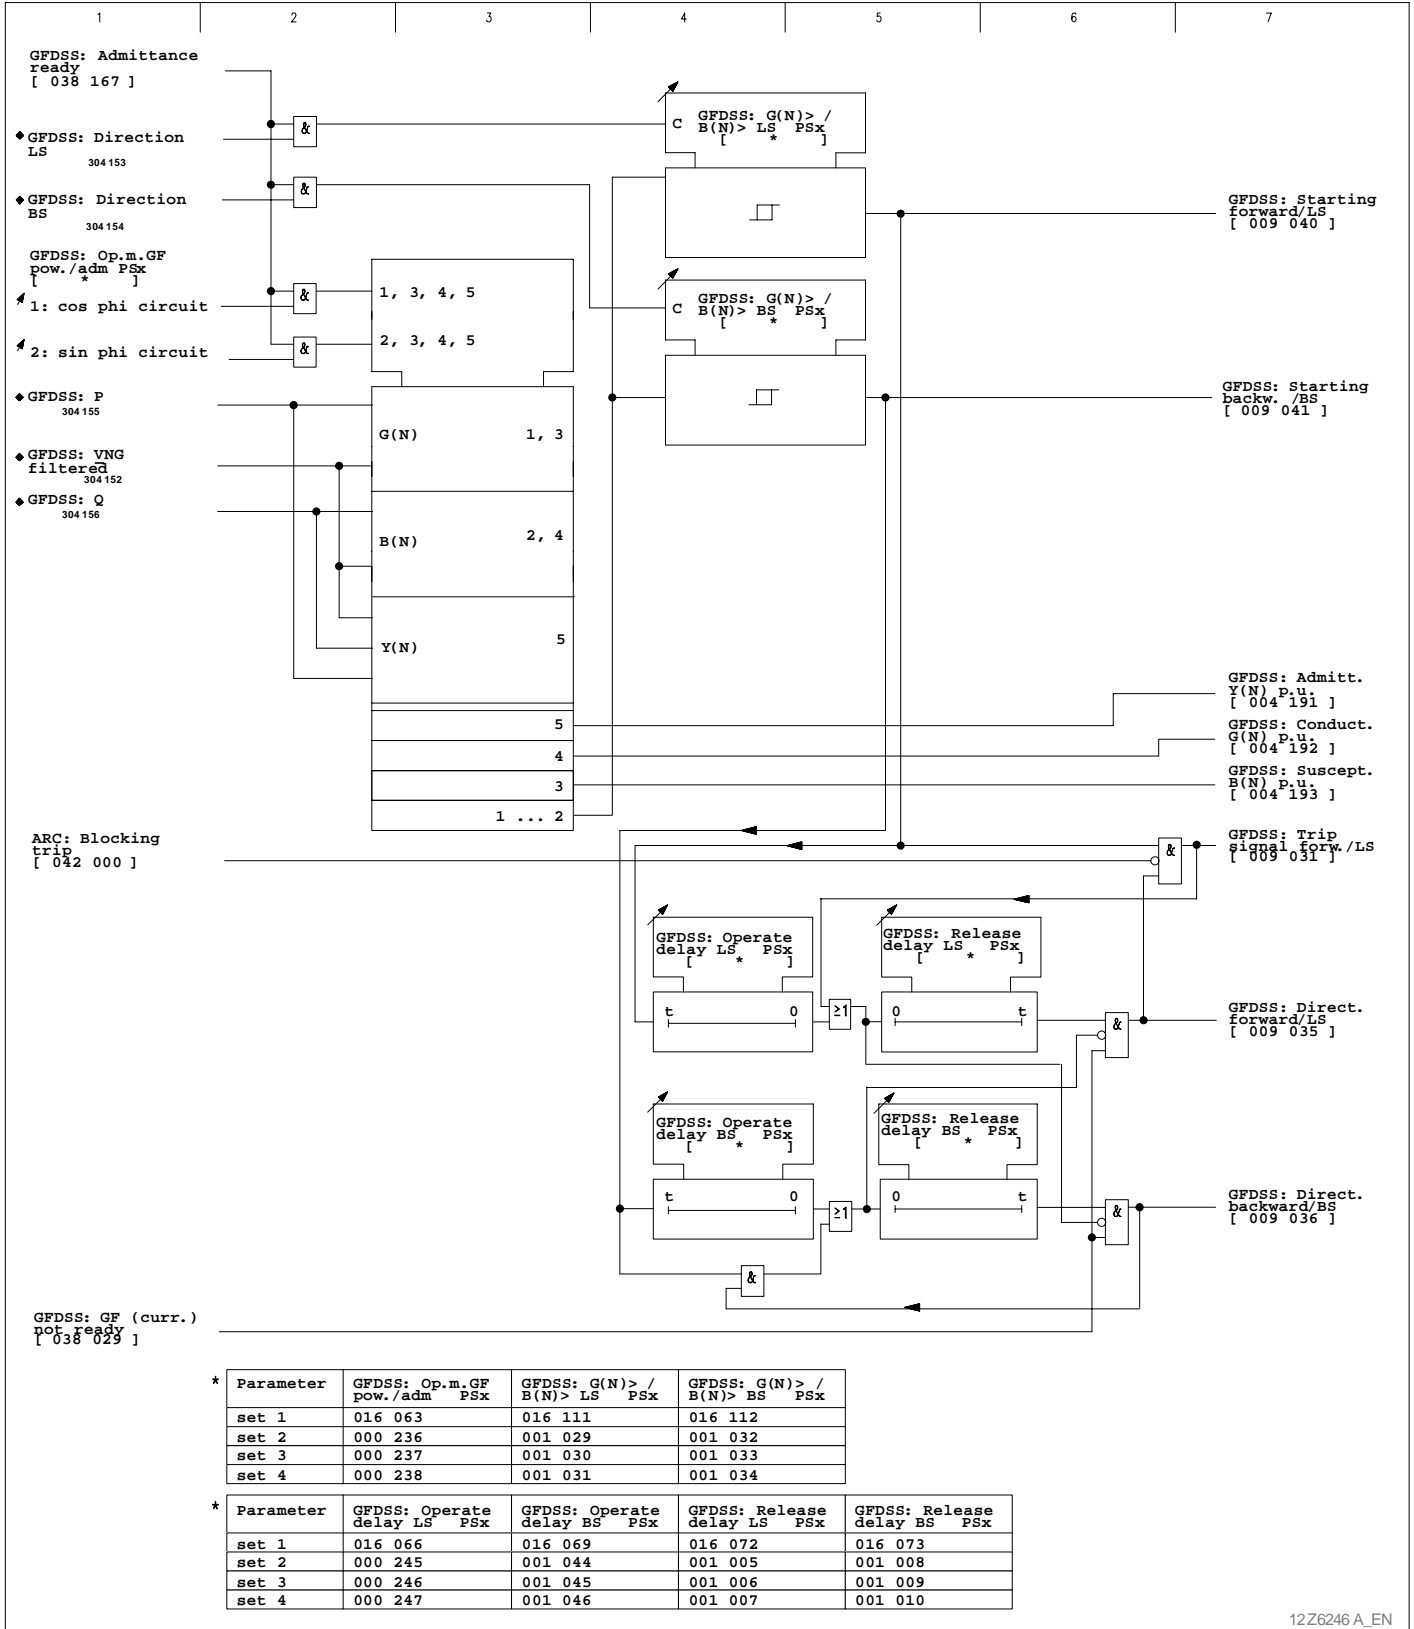 1 2 3 4 5 6 7
GFDSS: Admittance
ready
[ 038 167 ]
&
GFDSS: Direction
LS
304 153
&
GFDSS: Direction
BS
304 154
GFDSS: Op.m.GF
pow./adm PSx
[ * ]
1: cos phi circuit
&
2: sin phi circuit
&
1, 3, 4, 5
2, 3, 4, 5
GFDSS: P
304 155
GFDSS: VNG
filtered
304 152
GFDSS: Q
304 156
G(N) 1, 3
B(N) 2, 4
Y(N) 5
5
4
3
1 ... 2
C GFDSS: G(N)> /
B(N)> LS PSx
[ * ]
C GFDSS: G(N)> /
B(N)> BS PSx
[ * ]
GFDSS: Starting
forward/LS
[ 009 040 ]
GFDSS: Starting
backw. /BS
[ 009 041 ]
GFDSS: Admitt.
Y(N) p.u.
[ 004 191 ]
GFDSS: Conduct.
G(N) p.u.
[ 004 192 ]
GFDSS: Suscept.
B(N) p.u.
[ 004 193 ]
ARC: Blocking
trip
[ 042 000 ]
&
GFDSS: Trip
signal forw./LS
[ 009 031 ]
GFDSS: Operate
delay LS PSx
[ * ]
t 0
≥1
GFDSS: Release
delay LS PSx
[ * ]
0 t
&
GFDSS: Direct.
forward/LS
[ 009 035 ]
GFDSS: Operate
delay BS PSx
[ * ]
t 0
≥1
GFDSS: Release
delay BS PSx
[ * ]
0 t
&
GFDSS: Direct.
backward/BS
[ 009 036 ]
&
GFDSS: GF (curr.)
not ready
[ 038 029 ]
* Parameter GFDSS: Op.m.GF pow./adm PSx GFDSS: G(N)> / B(N)> LS PSx GFDSS: G(N)> / B(N)> BS PSx
set 1 016 063 016 111 016 112
set 2 000 236 001 029 001 032
set 3 000 237 001 030 001 033
set 4 000 238 001 031 001 034
* Parameter GFDSS: Operate delay LS PSx GFDSS: Operate delay BS PSx GFDSS: Release delay LS PSx GFDSS: Release delay BS PSx
set 1 016 066 016 069 016 072 016 073
set 2 000 245 001 044 001 005 001 008
set 3 000 246 001 045 001 006 001 009
set 4 000 247 001 046 001 007 001 010
12Z6246 A_EN